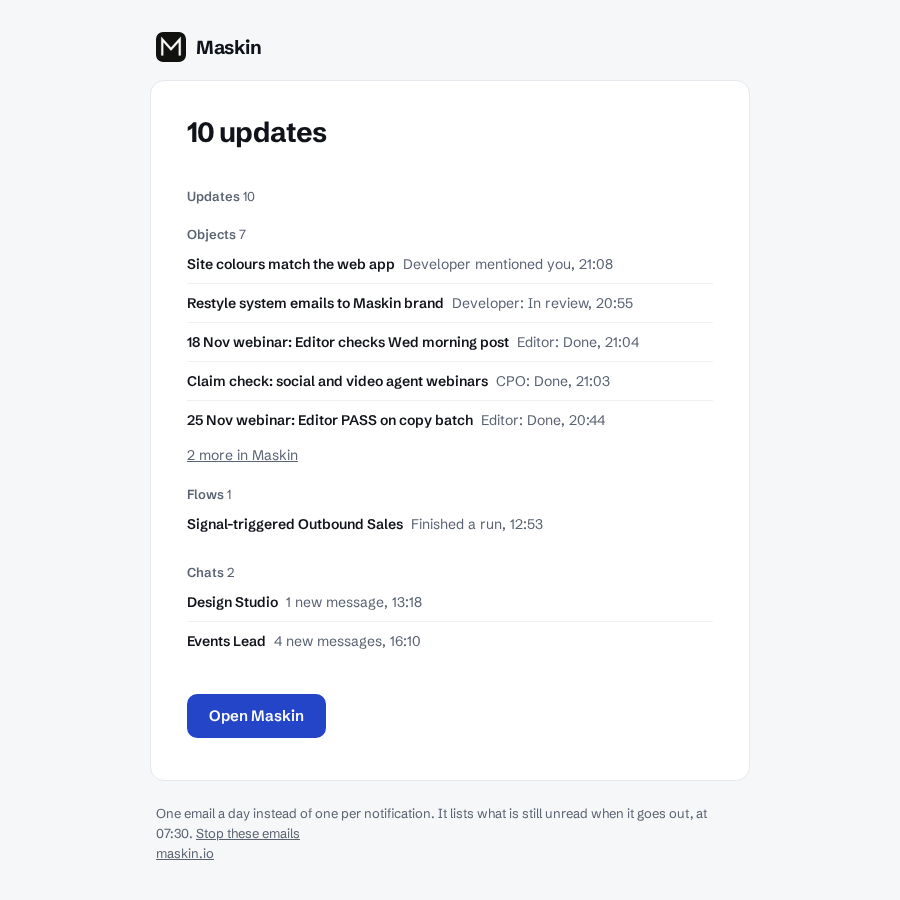 Maskin
10 updates
Updates 10
Objects 7
Site colours match the web app Developer mentioned you, 21:08
Restyle system emails to Maskin brand Developer: In review, 20:55
18 Nov webinar: Editor checks Wed morning post Editor: Done, 21:04
Claim check: social and video agent webinars CPO: Done, 21:03
25 Nov webinar: Editor PASS on copy batch Editor: Done, 20:44
2 more in Maskin
Flows 1
Signal-triggered Outbound Sales Finished a run, 12:53
Chats 2
Design Studio 1 new message, 13:18
Events Lead 4 new messages, 16:10
Open Maskin
One email a day instead of one per notification. It lists what is still unread when it goes out, at
07:30. Stop these emails
maskin.io